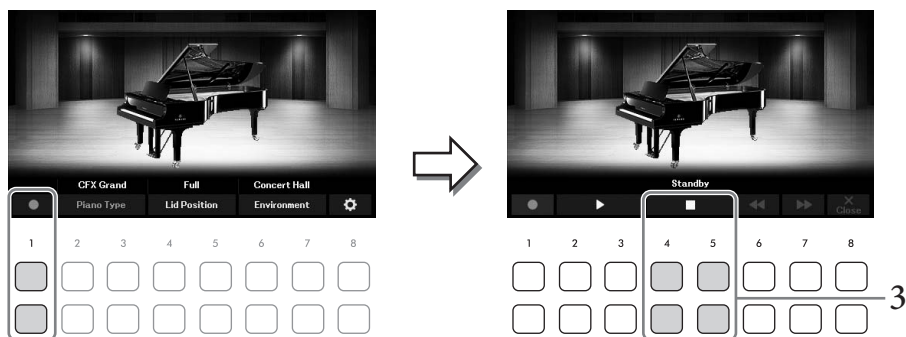 CFX Grand Full Concert Hall
Piano Type Lid Position Environment
1 2 3 4 5 6 7 8
Standby
Close
1 2 3 4 5 6 7 8
3